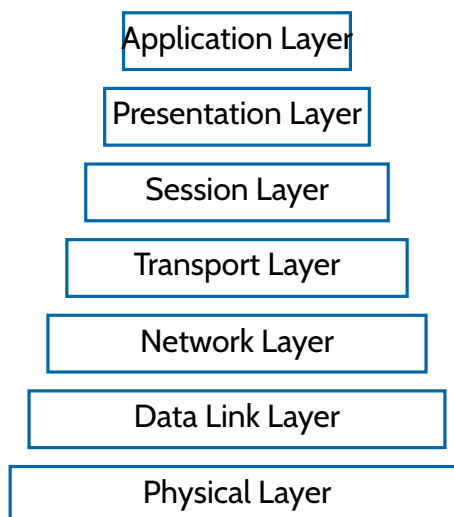 Application Layer
Presentation Layer
Session Layer
Transport Layer
Network Layer
Data Link Layer
Physical Layer